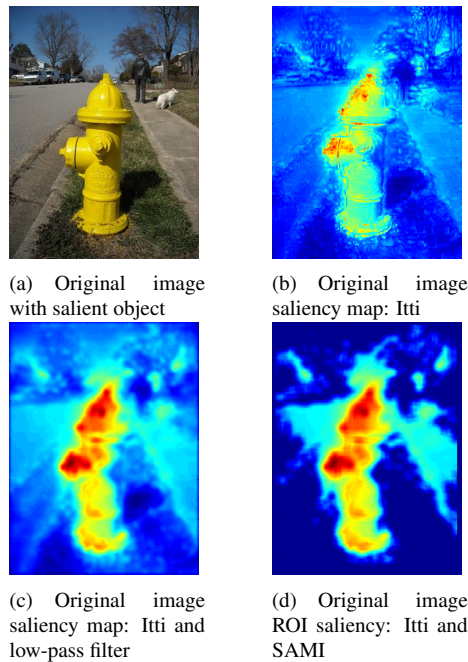 (a) Original image
with salient object
(b) Original image
saliency map: Itti
(c) Original image
saliency map: Itti and
low-pass filter
(d) Original image
ROI saliency: Itti and
SAMI